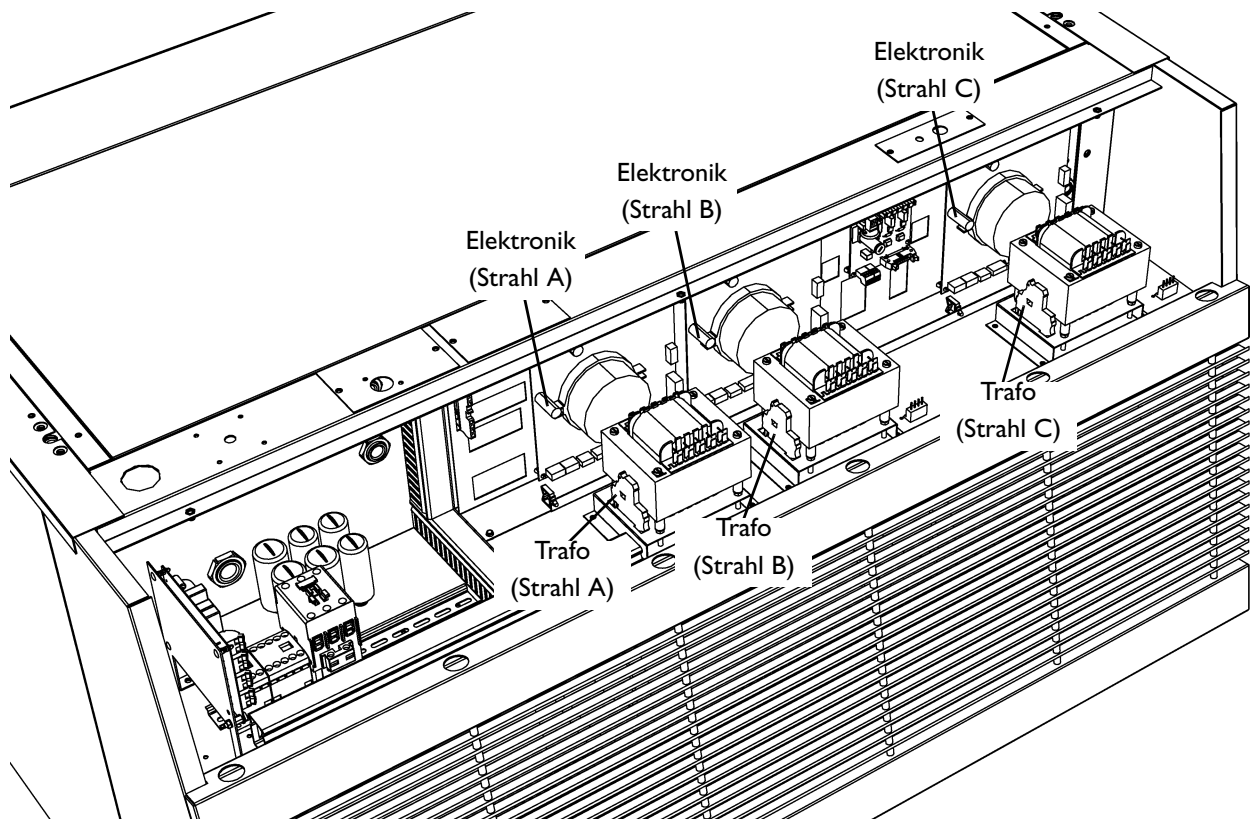 Elektronik
(Strahl C)
Elektronik
(Strahl B)
Elektronik
(Strahl A)
Trafo
(Strahl C)
Trafo
(Strahl B)
Trafo
(Strahl A)